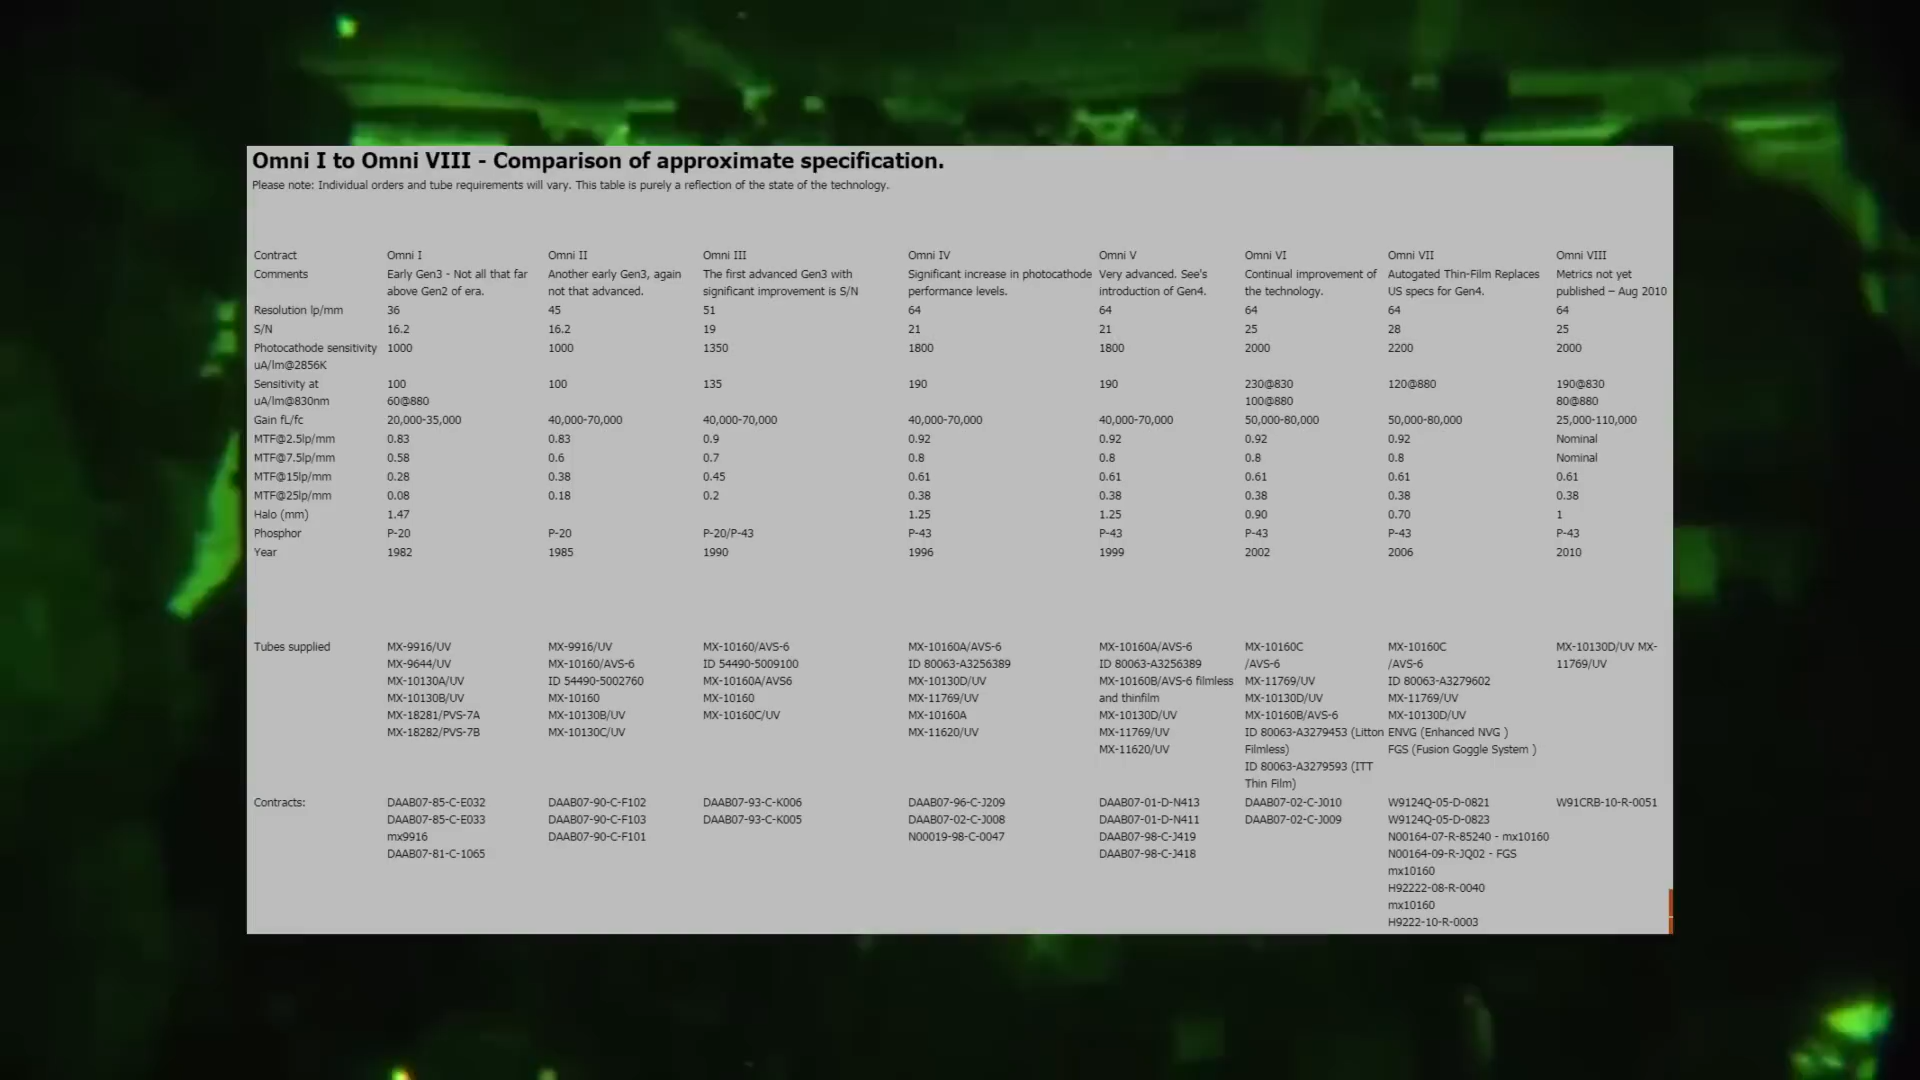 Omni I to Omni VIII - Comparison of approximate specification.
Please note: Individual orders and tube requirements will vary. This table is purely a reflection of the state of the technology.
Contract Omni I Omni II Omni III Omni IV Omni V Omni VI Omni VII Omni VIII
Comments Early Gen3 - Not all that far Another early Gen3, again The first advanced Gen3 with Significant increase in photocathode Very advanced. See's Continual improvement of Autogated Thin-Film Replaces Metrics not yet
above Gen2 of era. not that advanced. significant improvement is S/N performance levels. introduction of Gen4. the technology. US specs for Gen4. published – Aug 2010
Resolution lp/mm 36 45 51 64 64 64 64 64
S/N 16.2 16.2 19 21 21 25 28 25
Photocathode sensitivity 1000 1000 1350 1800 1800 2000 2200 2000
uA/lm@2856K
Sensitivity at 100 100 135 190 190 230@830 120@880 190@830
uA/lm@830nm 60@880 100@880 80@880
Gain fL/fc 20,000-35,000 40,000-70,000 40,000-70,000 40,000-70,000 40,000-70,000 50,000-80,000 50,000-80,000 25,000-110,000
MTF@2.5lp/mm 0.83 0.83 0.9 0.92 0.92 0.92 0.92 Nominal
MTF@7.5lp/mm 0.58 0.6 0.7 0.8 0.8 0.8 0.8 Nominal
MTF@15lp/mm 0.28 0.38 0.45 0.61 0.61 0.61 0.61 0.61
MTF@25lp/mm 0.08 0.18 0.2 0.38 0.38 0.38 0.38 0.38
Halo (mm) 1.47 1.25 1.25 0.90 0.70 1
Phosphor P-20 P-20 P-20/P-43 P-43 P-43 P-43 P-43 P-43
Year 1982 1985 1990 1996 1999 2002 2006 2010
Tubes supplied MX-9916/UV MX-9916/UV MX-10160/AVS-6 MX-10160A/AVS-6 MX-10160A/AVS-6 MX-10160C MX-10160C MX-10130D/UV MX-
MX-9644/UV MX-10160/AVS-6 ID 54490-5009100 ID 80063-A3256389 ID 80063-A3256389 /AVS-6 /AVS-6 11769/UV
MX-10130A/UV ID 54490-5002760 MX-10160A/AVS6 MX-10130D/UV MX-10160B/AVS-6 filmless MX-11769/UV ID 80063-A3279602
MX-10130B/UV MX-10160 MX-10160 MX-11769/UV and thinfilm MX-10130D/UV MX-11769/UV
MX-18281/PVS-7A MX-10130B/UV MX-10160C/UV MX-10160A MX-10130D/UV MX-10160B/AVS-6 MX-10130D/UV
MX-18282/PVS-7B MX-10130C/UV MX-11620/UV MX-11769/UV ID 80063-A3279453 (Litton ENVG (Enhanced NVG )
MX-11620/UV Filmless) FGS (Fusion Goggle System )
ID 80063-A3279593 (ITT
Thin Film)
Contracts: DAAB07-85-C-E032 DAAB07-90-C-F102 DAAB07-93-C-K006 DAAB07-96-C-J209 DAAB07-01-D-N413 DAAB07-02-C-J010 W9124Q-05-D-0821 W91CRB-10-R-0051
DAAB07-85-C-E033 DAAB07-90-C-F103 DAAB07-93-C-K005 DAAB07-02-C-J008 DAAB07-01-D-N411 DAAB07-02-C-J009 W9124Q-05-D-0823
mx9916 DAAB07-90-C-F101 N00019-98-C-0047 DAAB07-98-C-J419 N00164-07-R-85240 - mx10160
DAAB07-81-C-1065 DAAB07-98-C-J418 N00164-09-R-JQ02 - FGS
mx10160
H92222-08-R-0040
mx10160
H9222-10-R-0003